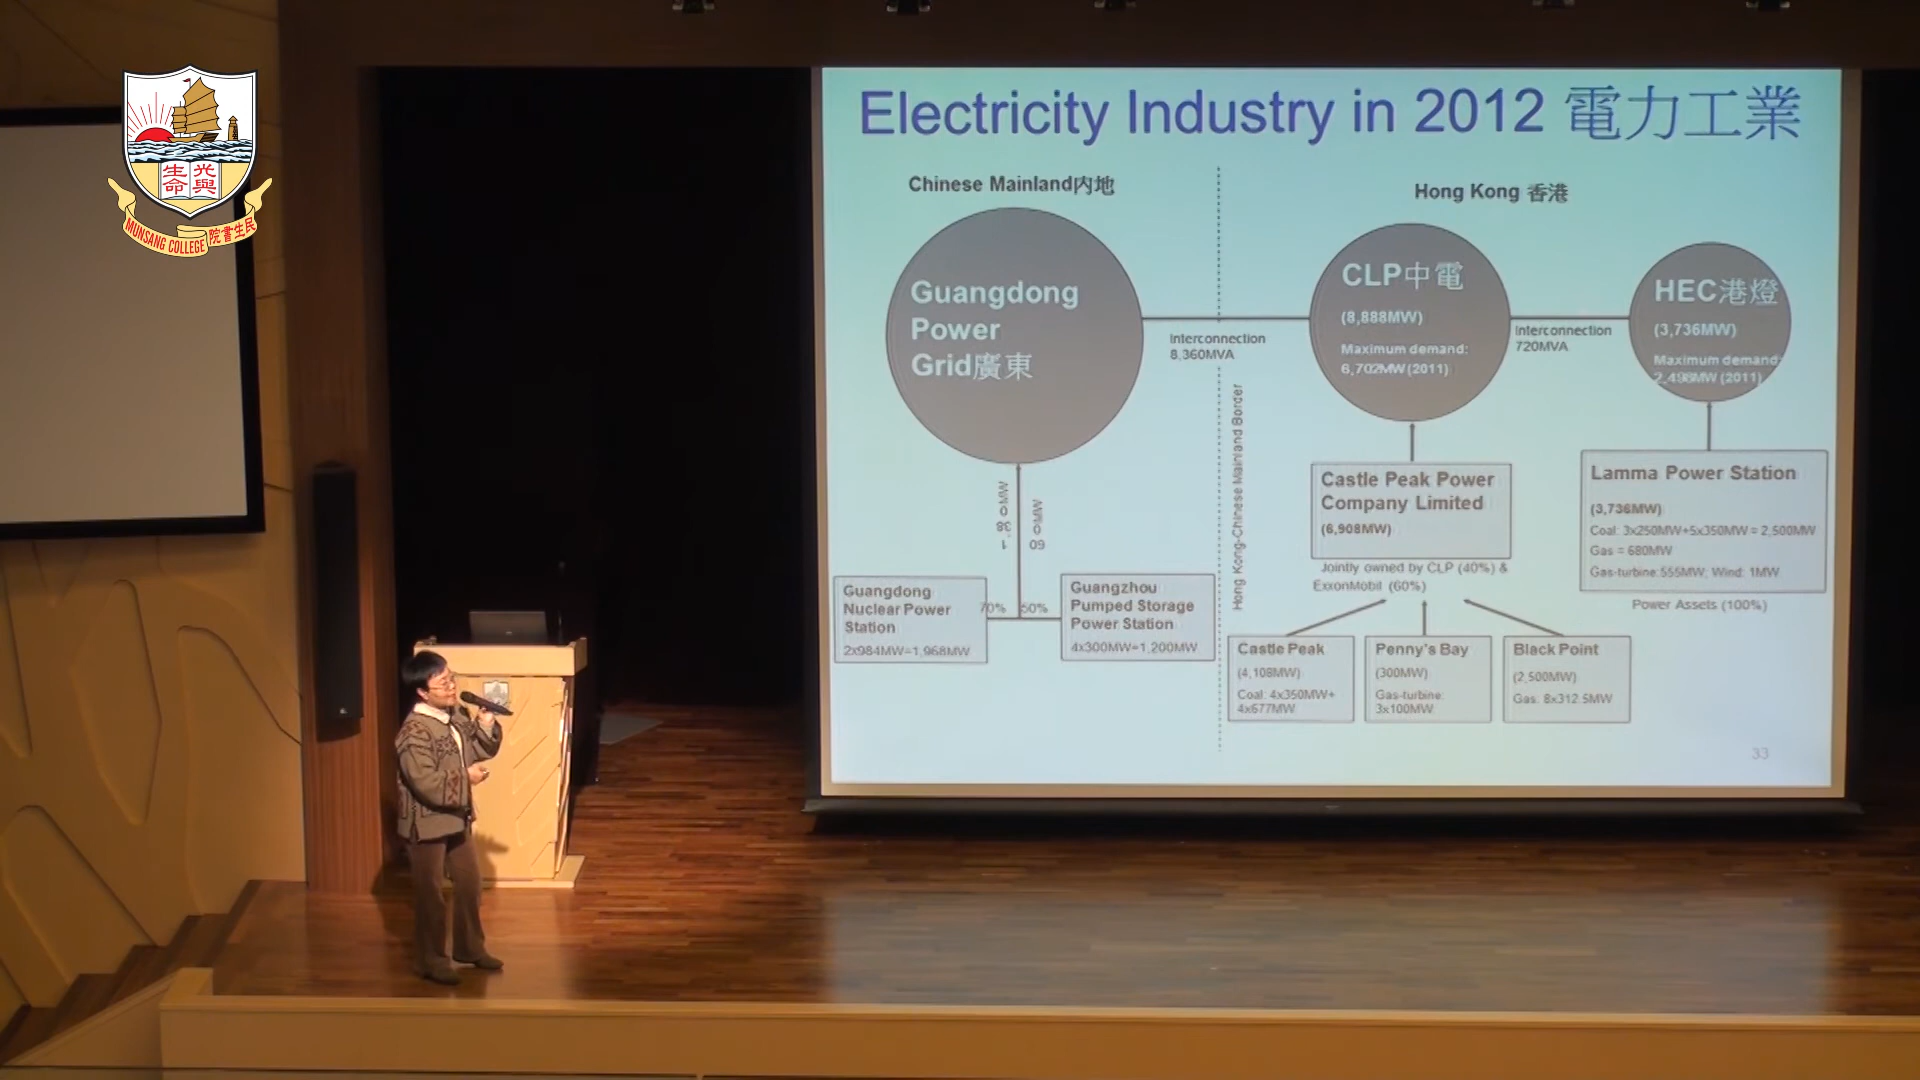 生命
光與
MUNSANG COLLEGE 院書生民
Electricity Industry in 2012 電力工業
Chinese Mainland內地
Hong Kong 香港
Guangdong
Power
Grid廣東
Interconnection
8,360MVA
CLP中電
(8,888MW)
Maximum demand:
6,702MW (2011)
Interconnection
720MVA
HEC港燈
(3,736MW)
Maximum demand:
2,498MW (2011)
Hong Kong-Chinese Mainland Border
1,380MW
600MW
Guangdong
Nuclear Power
Station
2x984MW=1,968MW
70%
50%
Guangzhou
Pumped Storage
Power Station
4x300MW=1,200MW
Castle Peak Power
Company Limited
(6,908MW)
Jointly owned by CLP (40%) &
ExxonMobil (60%)
Castle Peak
(4,108MW)
Coal: 4x350MW+
4x677MW
Penny's Bay
(300MW)
Gas-turbine:
3x100MW
Black Point
(2,500MW)
Gas: 8x312.5MW
Lamma Power Station
(3,736MW)
Coal: 3x250MW+5x350MW = 2,500MW
Gas = 680MW
Gas-turbine:555MW; Wind: 1MW
Power Assets (100%)
33